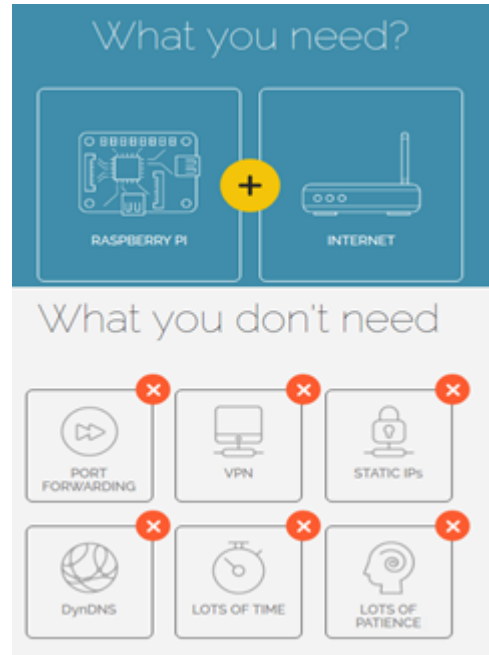 What you need?
RASPBERRY PI
INTERNET
What you don't need
PORT
FORWARDING
VPN
STATIC IPs
DynDNS
LOTS OF TIME
LOTS OF
PATIENCE